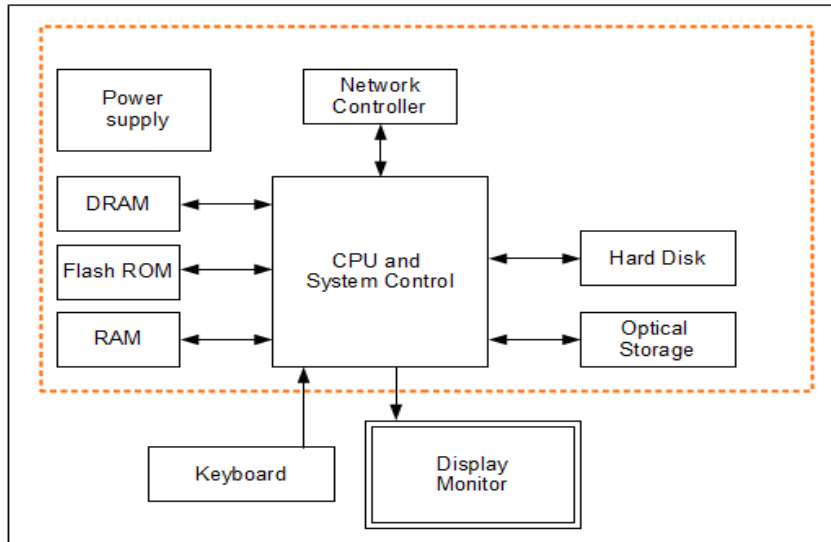 Power
supply
Network
Controller
DRAM
Flash ROM
RAM
CPU and
System Control
Hard Disk
Optical
Storage
Keyboard
Display
Monitor